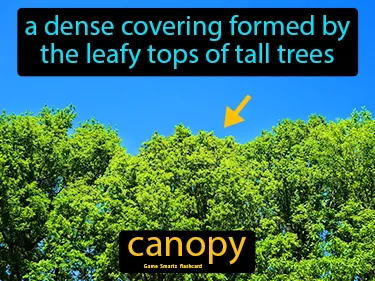 a dense covering formed by
the leafy tops of tall trees
canopy
Game Smartz flashcard